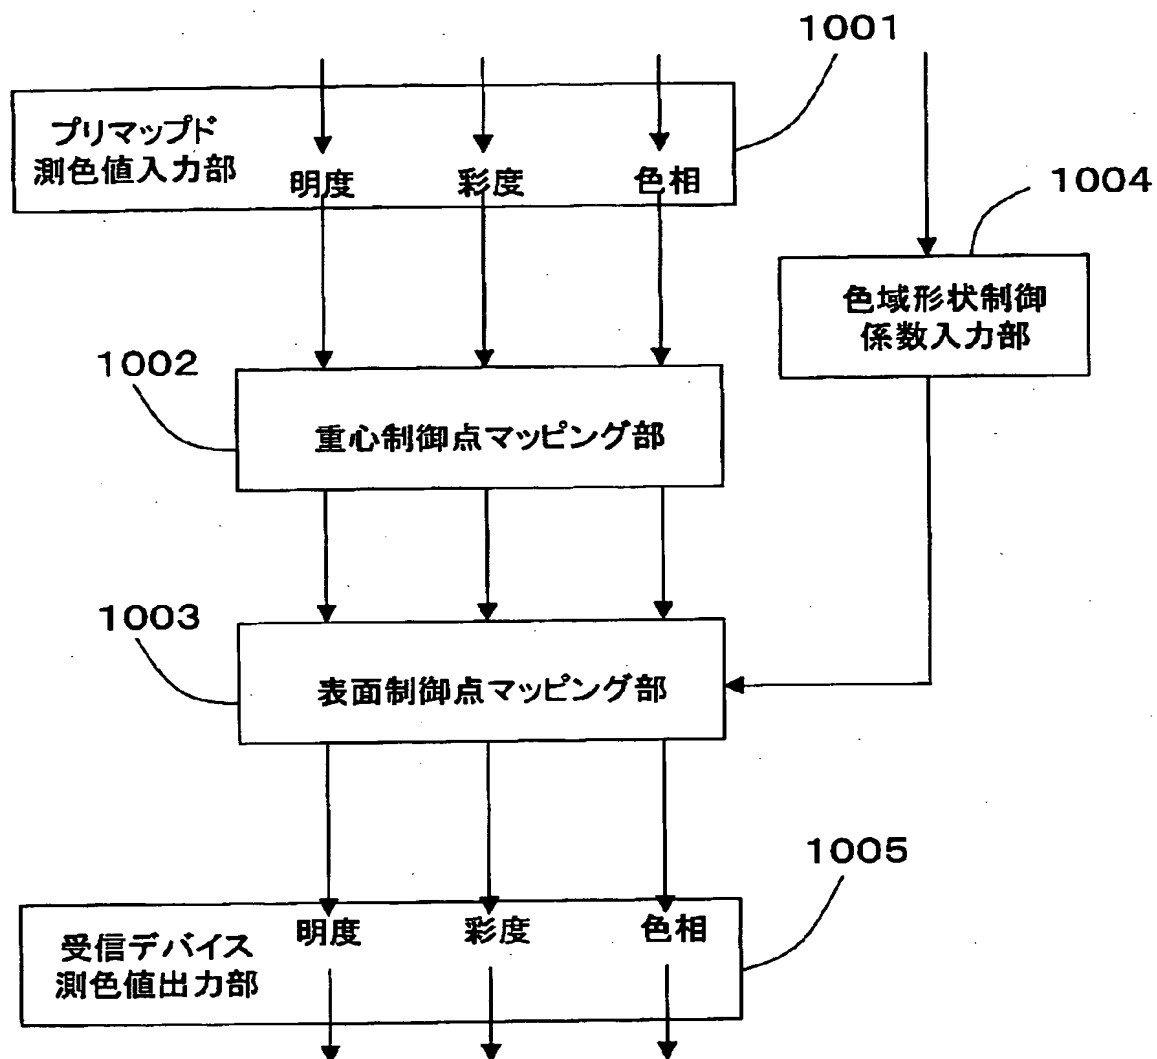 1001
プリマップド
測色値入力部
明度 彩度 色相
1004
色域形状制御
係数入力部
1002
重心制御点マッピング部
1003
表面制御点マッピング部
1005
受信デバイス
測色値出力部
明度 彩度 色相